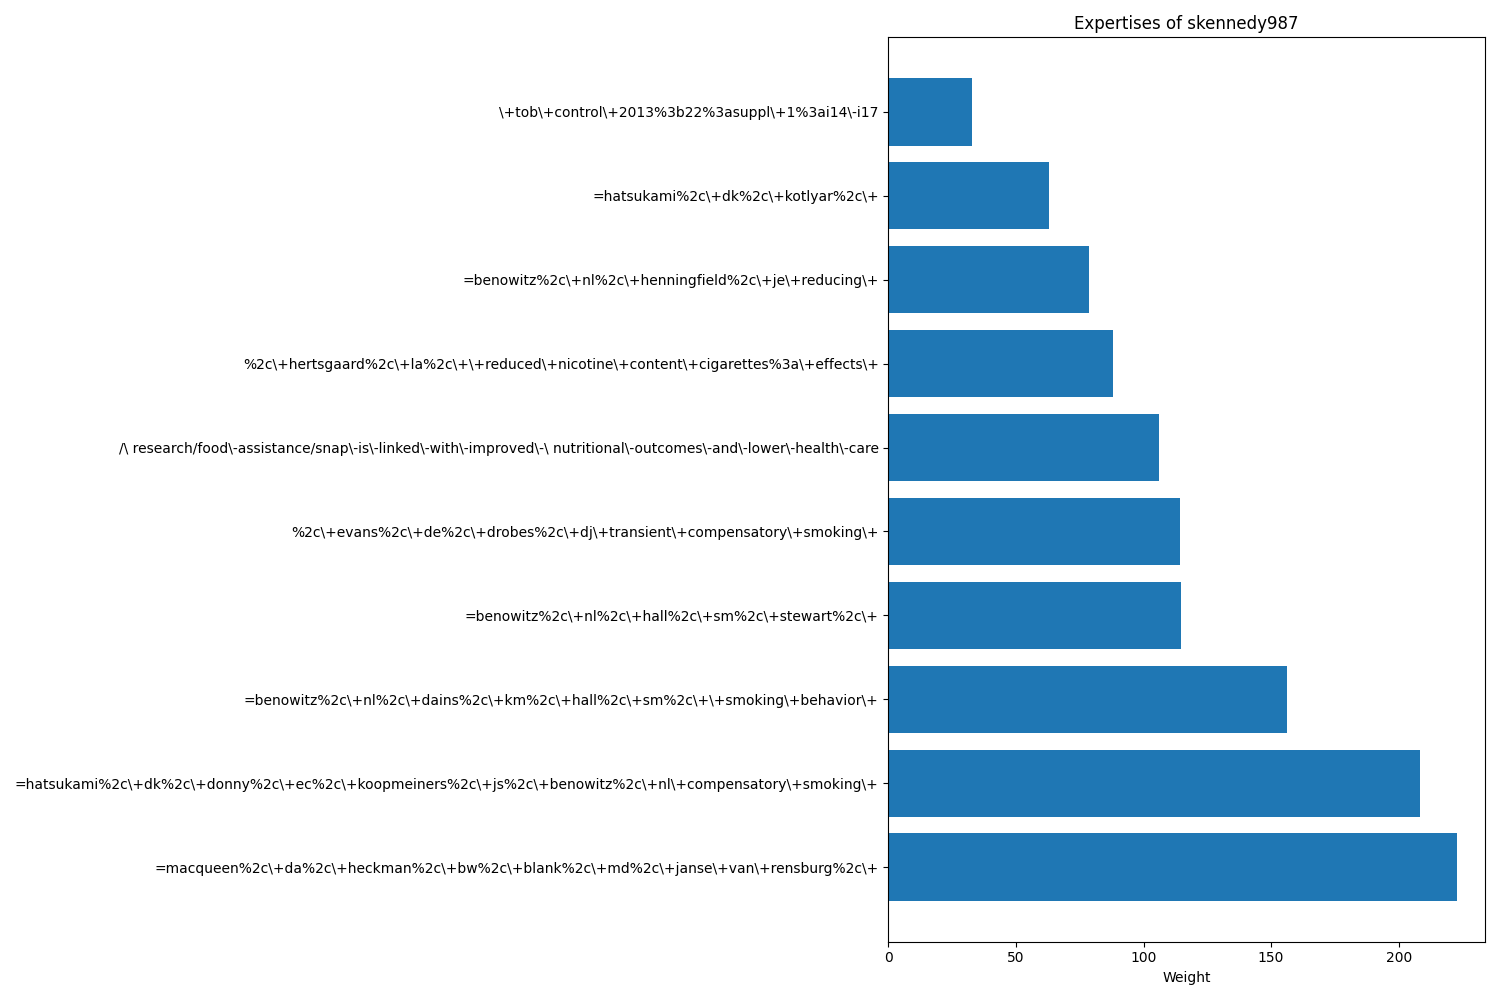 Expertises of skennedy987
\+tob\+control\+2013%3b22%3asuppl\+1%3ai14\-i17
=hatsukami%2c\+dk%2c\+kotlyar%2c\+
=benowitz%2c\+nl%2c\+henningfield%2c\+je\+reducing\+
%2c\+hertsgaard%2c\+la%2c\+\+reduced\+nicotine\+content\+cigarettes%3a\+effects\+
/\ research/food\-assistance/snap\-is\-linked\-with\-improved\-\ nutritional\-outcomes\-and\-lower\-health\-care
%2c\+evans%2c\+de%2c\+drobes%2c\+dj\+transient\+compensatory\+smoking\+
=benowitz%2c\+nl%2c\+hall%2c\+sm%2c\+stewart%2c\+
=benowitz%2c\+nl%2c\+dains%2c\+km%2c\+hall%2c\+sm%2c\+\+smoking\+behavior\+
=hatsukami%2c\+dk%2c\+donny%2c\+ec%2c\+koopmeiners%2c\+js%2c\+benowitz%2c\+nl\+compensatory\+smoking\+
=macqueen%2c\+da%2c\+heckman%2c\+bw%2c\+blank%2c\+md%2c\+janse\+van\+rensburg%2c\+
0 50 100 150 200
Weight